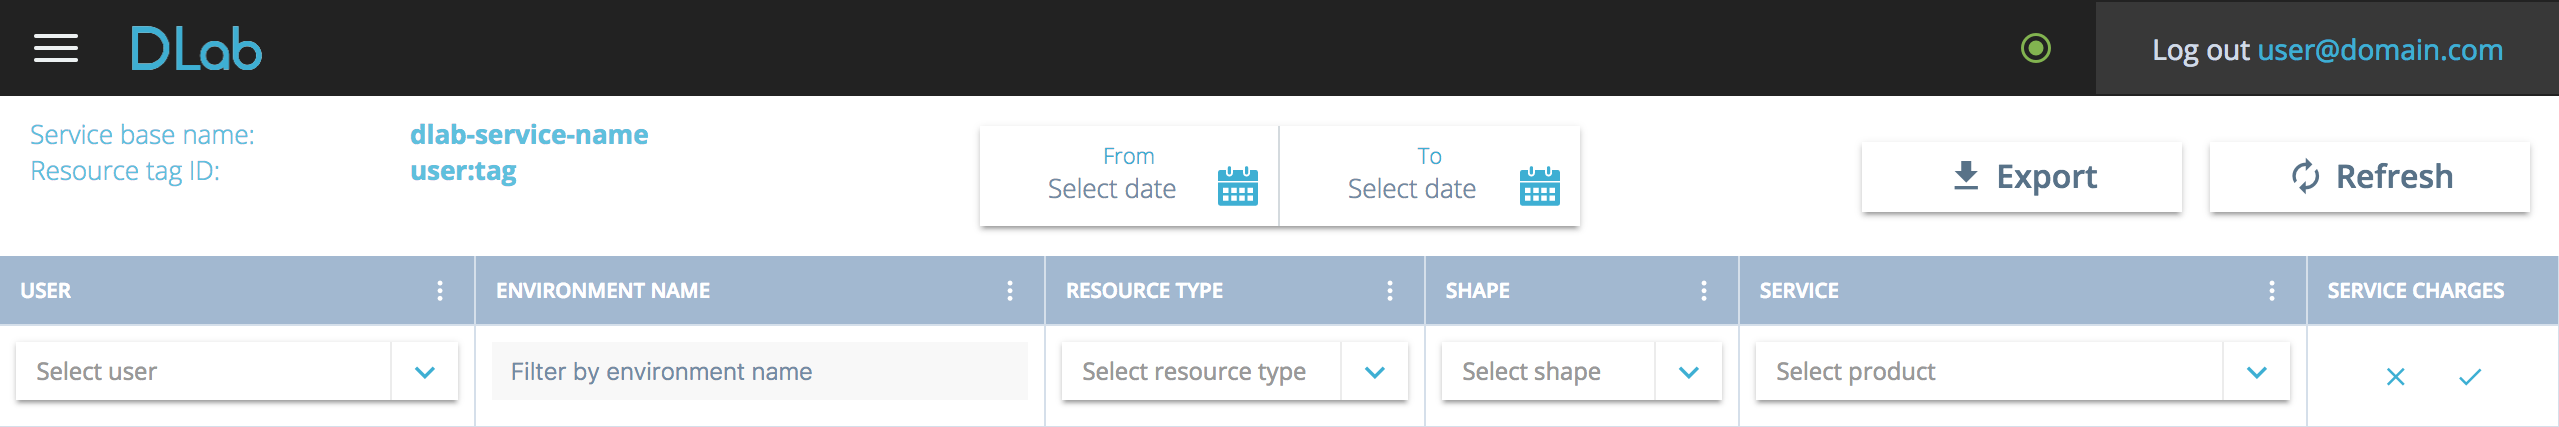 DLab
Log out user@domain.com
Service base name: dlab-service-name
Resource tag ID: user:tag
From
Select date
To
Select date
Export
Refresh
USER ENVIRONMENT NAME RESOURCE TYPE SHAPE SERVICE SERVICE CHARGES
Select user Filter by environment name Select resource type Select shape Select product